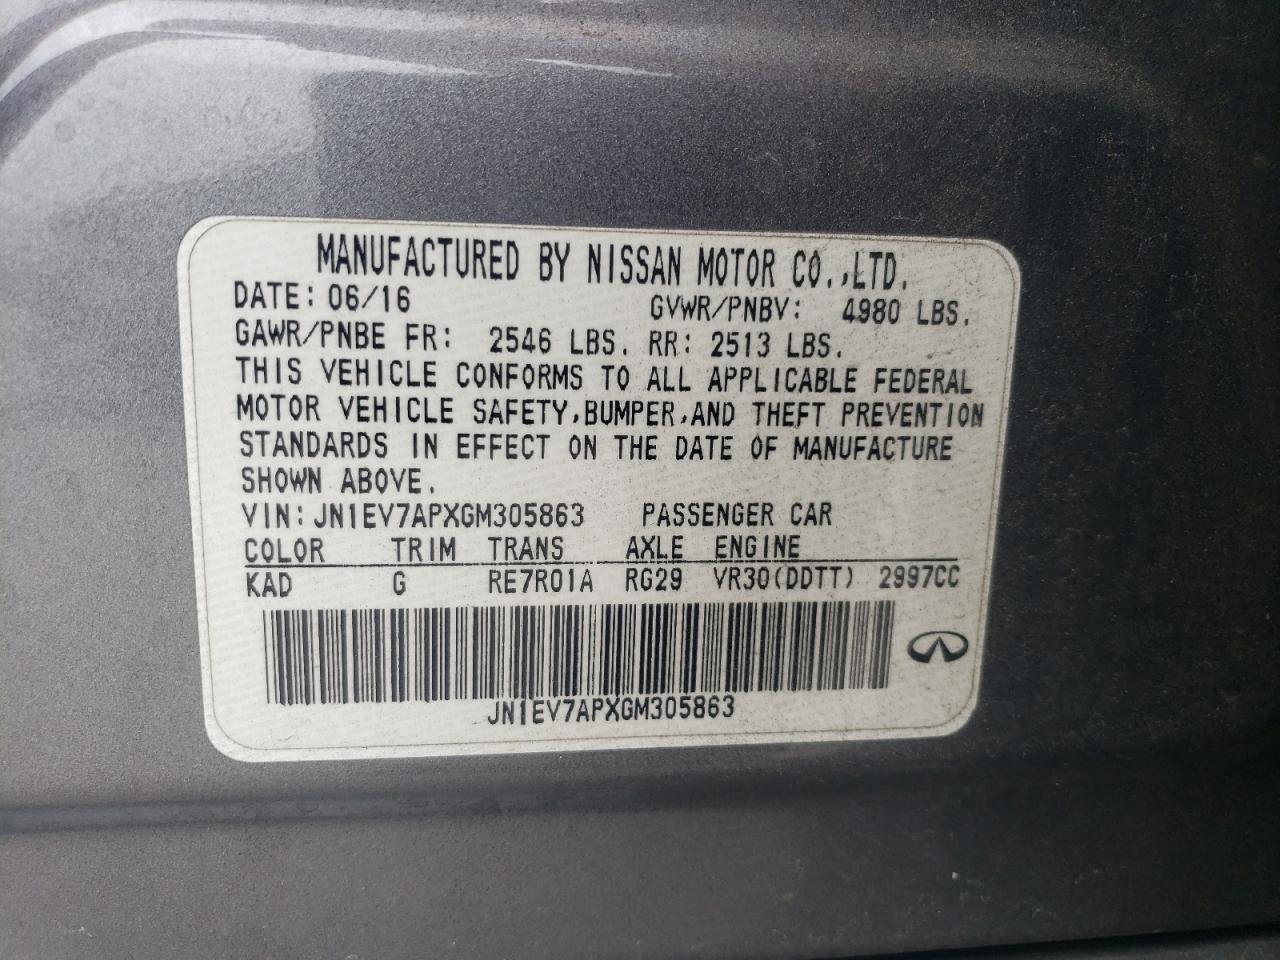 MANUFACTURED BY NISSAN MOTOR CO.,LTD.
DATE: 06/16 GVWR/PNBV: 4980 LBS.
GAWR/PNBE FR: 2546 LBS. RR: 2513 LBS.
THIS VEHICLE CONFORMS TO ALL APPLICABLE FEDERAL
MOTOR VEHICLE SAFETY,BUMPER,AND THEFT PREVENTION
STANDARDS IN EFFECT ON THE DATE OF MANUFACTURE
SHOWN ABOVE.
VIN: JN1EV7APXGM305863 PASSENGER CAR
COLOR TRIM TRANS AXLE ENGINE
KAD G RE7R01A RG29 VR30(DDTT) 2997CC
JN1EV7APXGM305863